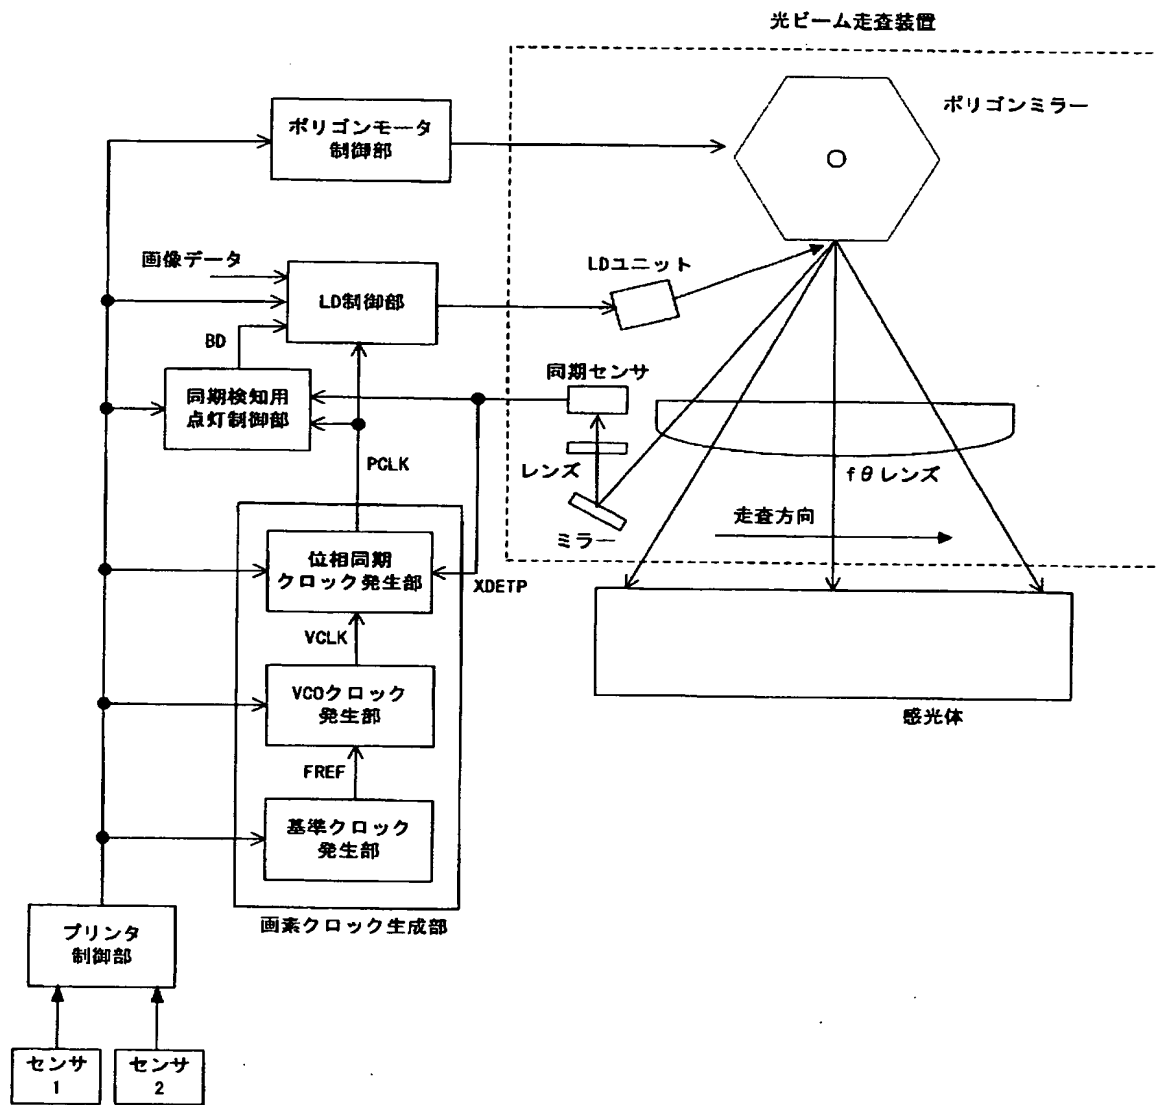 光ビーム走査装置
ポリゴンミラー
ポリゴンモータ
制御部
画像データ
LDユニット
LD制御部
BD
同期センサ
同期検知用
点灯制御部
レンズ
fθレンズ
PCLK
ミラー
走査方向
位相同期
クロック発生部
XDETP
VCLK
VCOクロック
発生部
感光体
FREF
基準クロック
発生部
画素クロック生成部
プリンタ
制御部
センサ
1
センサ
2